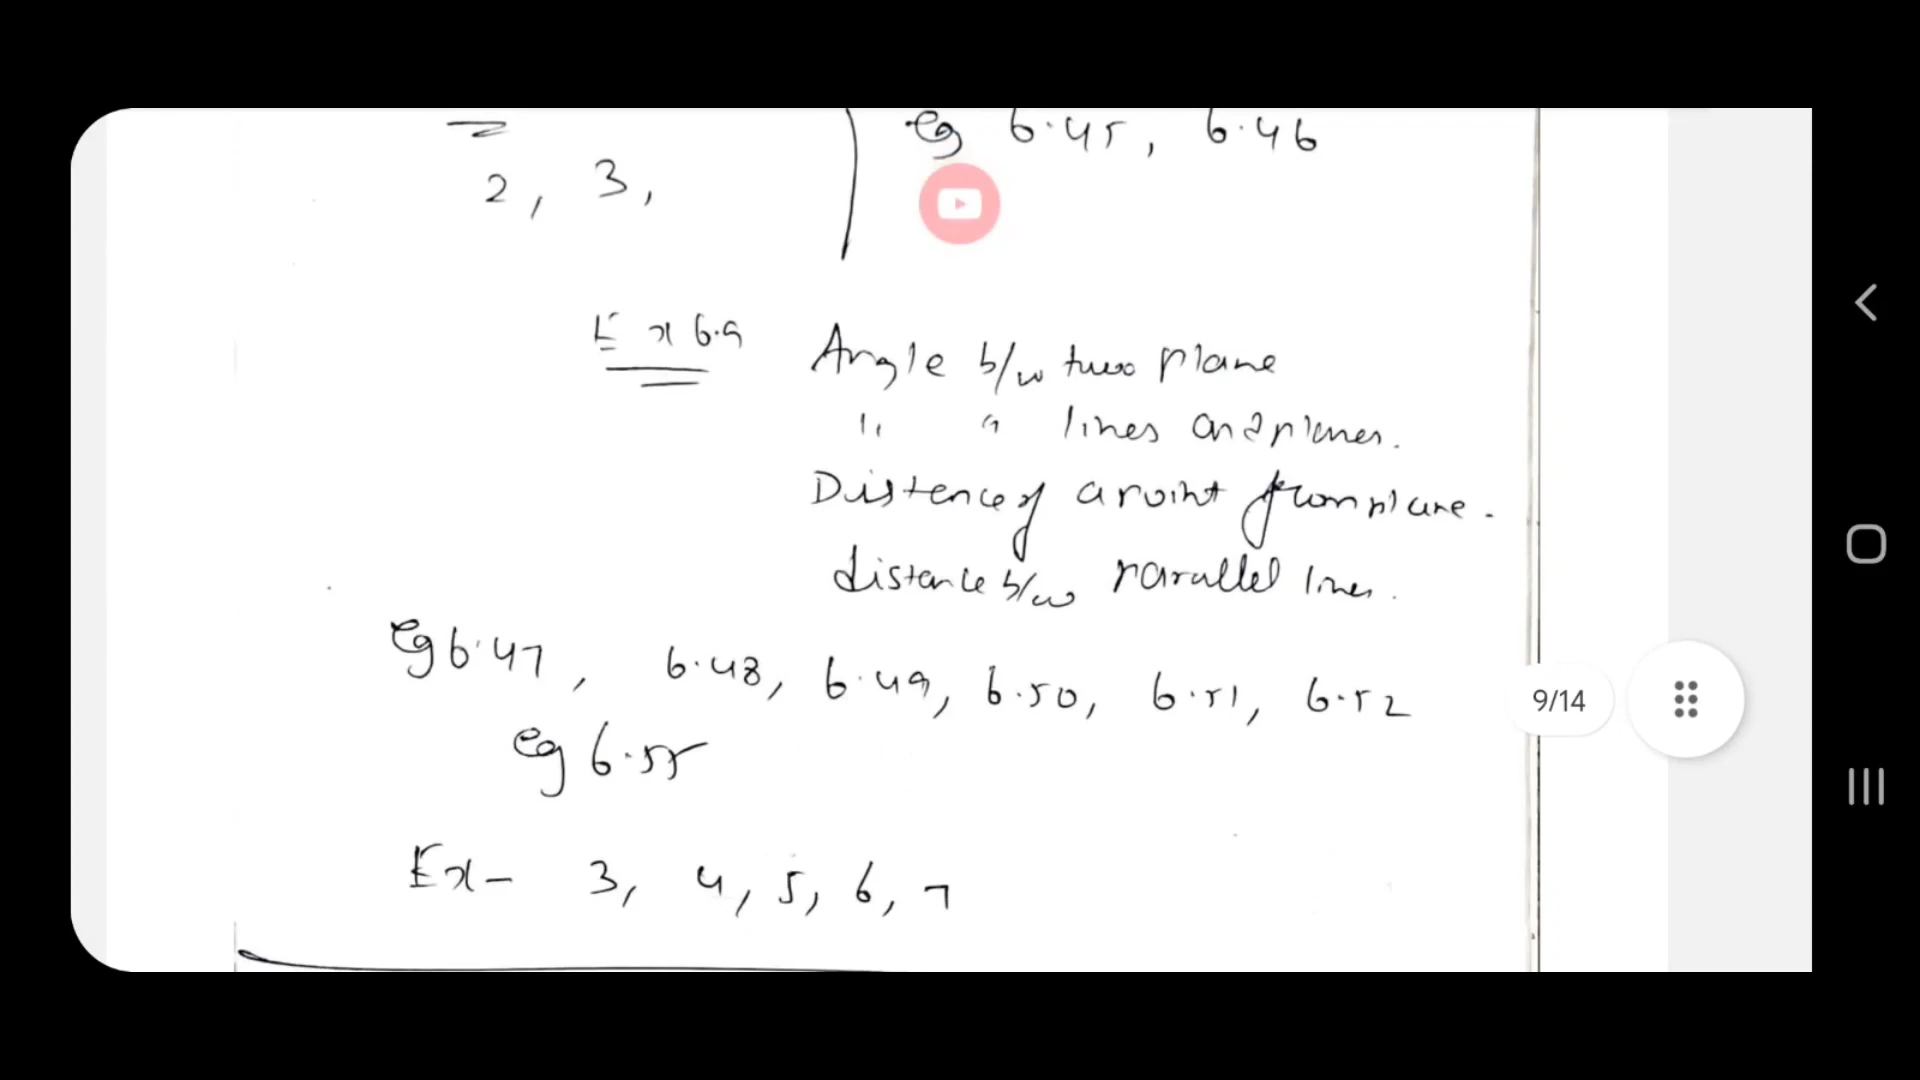 eg 6.45, 6.46
2, 3,
Ex 6.9 Angle b/w two plane
" " lines and planes.
Distence of a point from plane.
distance b/w parallel lines.
eg 6.47, 6.48, 6.49, 6.50, 6.51, 6.52
eg 6.55
Ex - 3, 4, 5, 6, 7
9/14